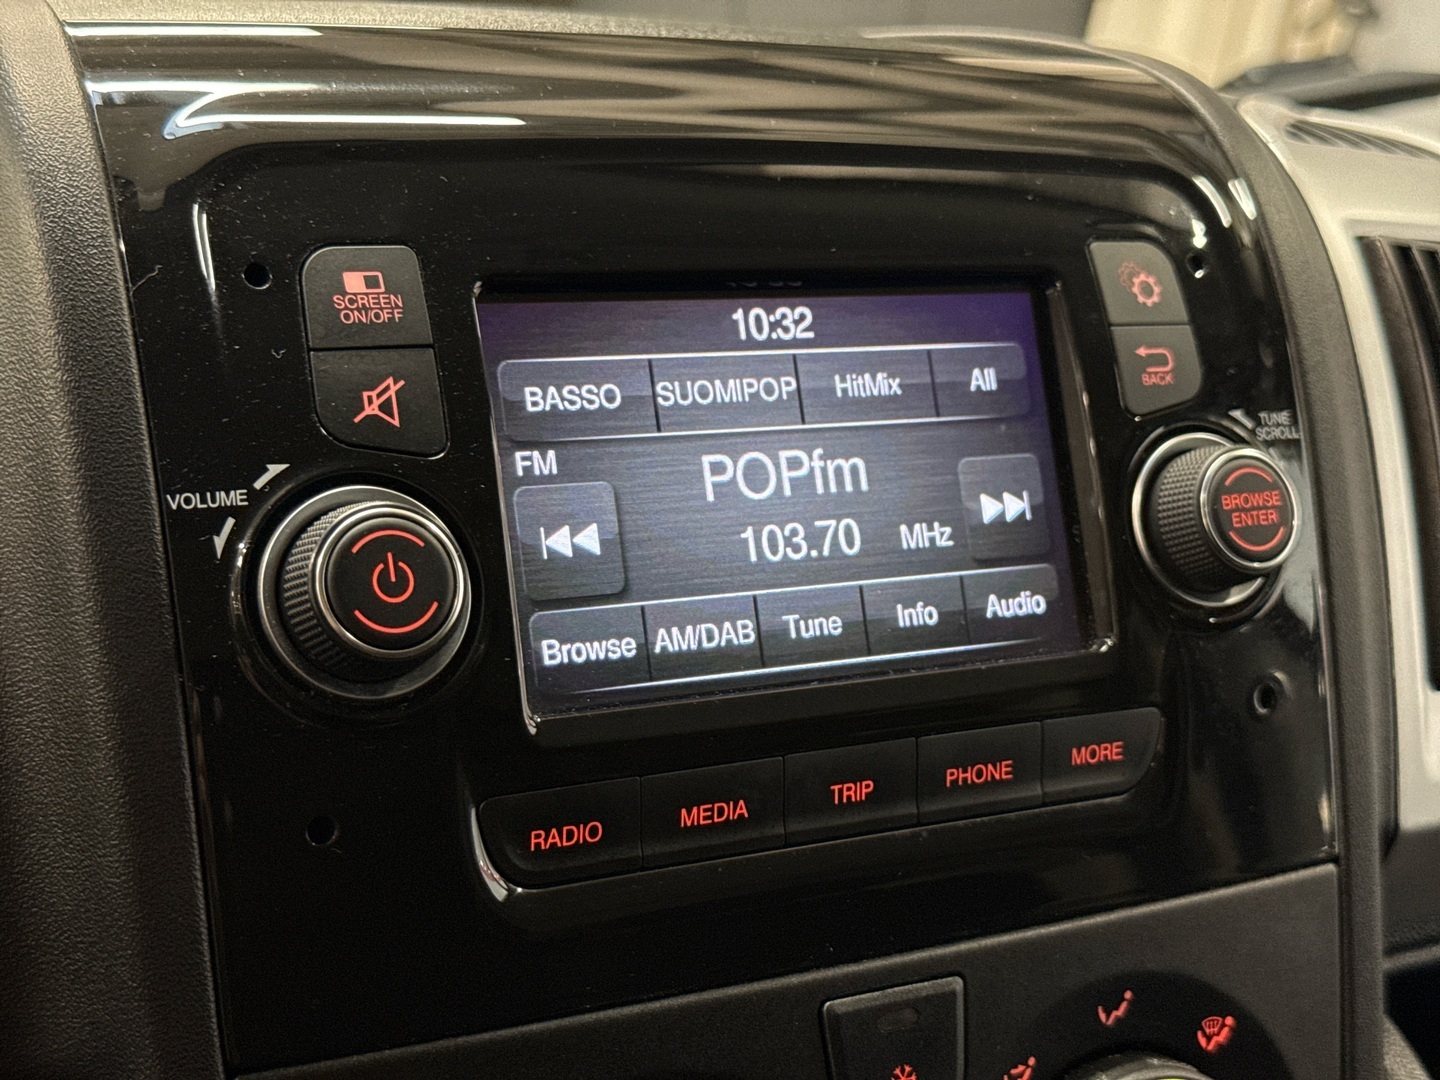 SCREEN
ON/OFF
VOLUME
10:32
BASSO SUOMIPOP HitMix All
FM
POPfm
103.70 MHz
Browse AM/DAB Tune Info Audio
BACK
TUNE
SCROLL
BROWSE
ENTER
RADIO MEDIA TRIP PHONE MORE